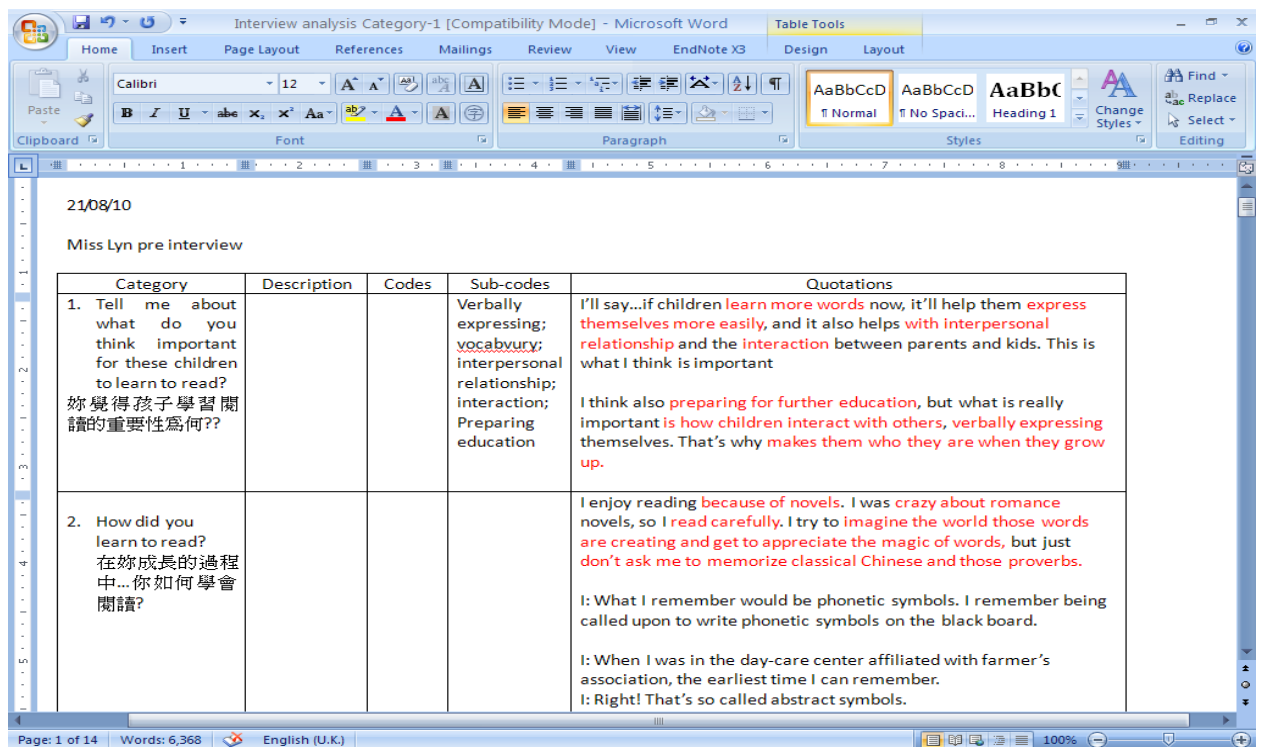 Interview analysis Category-1 [Compatibility Mode] - Microsoft Word
Table Tools
Home Insert Page Layout References Mailings Review View EndNote X3 Design Layout
Paste
Clipboard
Calibri
12
Font
Paragraph
AaBbCcD AaBbCcD AaBbC
¶ Normal ¶ No Spaci... Heading 1
Change Styles
Styles
Find
Replace
Select
Editing
21/08/10
Miss Lyn pre interview
Category Description Codes Sub-codes Quotations
1. Tell me about
what do you
think important
for these children
to learn to read?
妳覺得孩子學習閱
讀的重要性為何??
Verbally
expressing;
vocabvury;
interpersonal
relationship;
interaction;
Preparing
education
I’ll say...if children learn more words now, it’ll help them express
themselves more easily, and it also helps with interpersonal
relationship and the interaction between parents and kids. This is
what I think is important
I think also preparing for further education, but what is really
important is how children interact with others, verbally expressing
themselves. That’s why makes them who they are when they grow
up.
2. How did you
learn to read?
在妳成長的過程
中...你如何學會
閱讀?
I enjoy reading because of novels. I was crazy about romance
novels, so I read carefully. I try to imagine the world those words
are creating and get to appreciate the magic of words, but just
don’t ask me to memorize classical Chinese and those proverbs.
I: What I remember would be phonetic symbols. I remember being
called upon to write phonetic symbols on the black board.
I: When I was in the day-care center affiliated with farmer’s
association, the earliest time I can remember.
I: Right! That’s so called abstract symbols.
Page: 1 of 14 Words: 6,368 English (U.K.) 100%